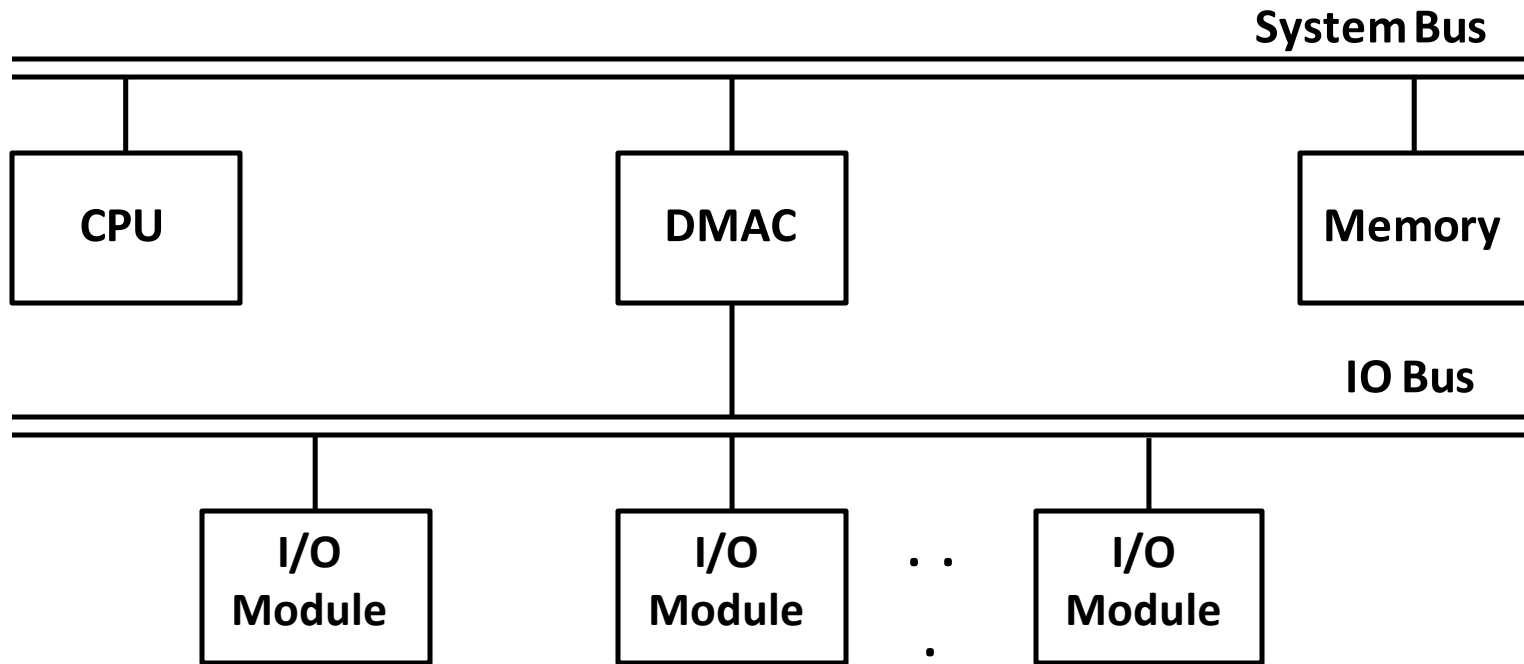 System Bus
CPU
DMAC
Memory
IO Bus
I/O
Module
I/O
Module
. .
.
I/O
Module